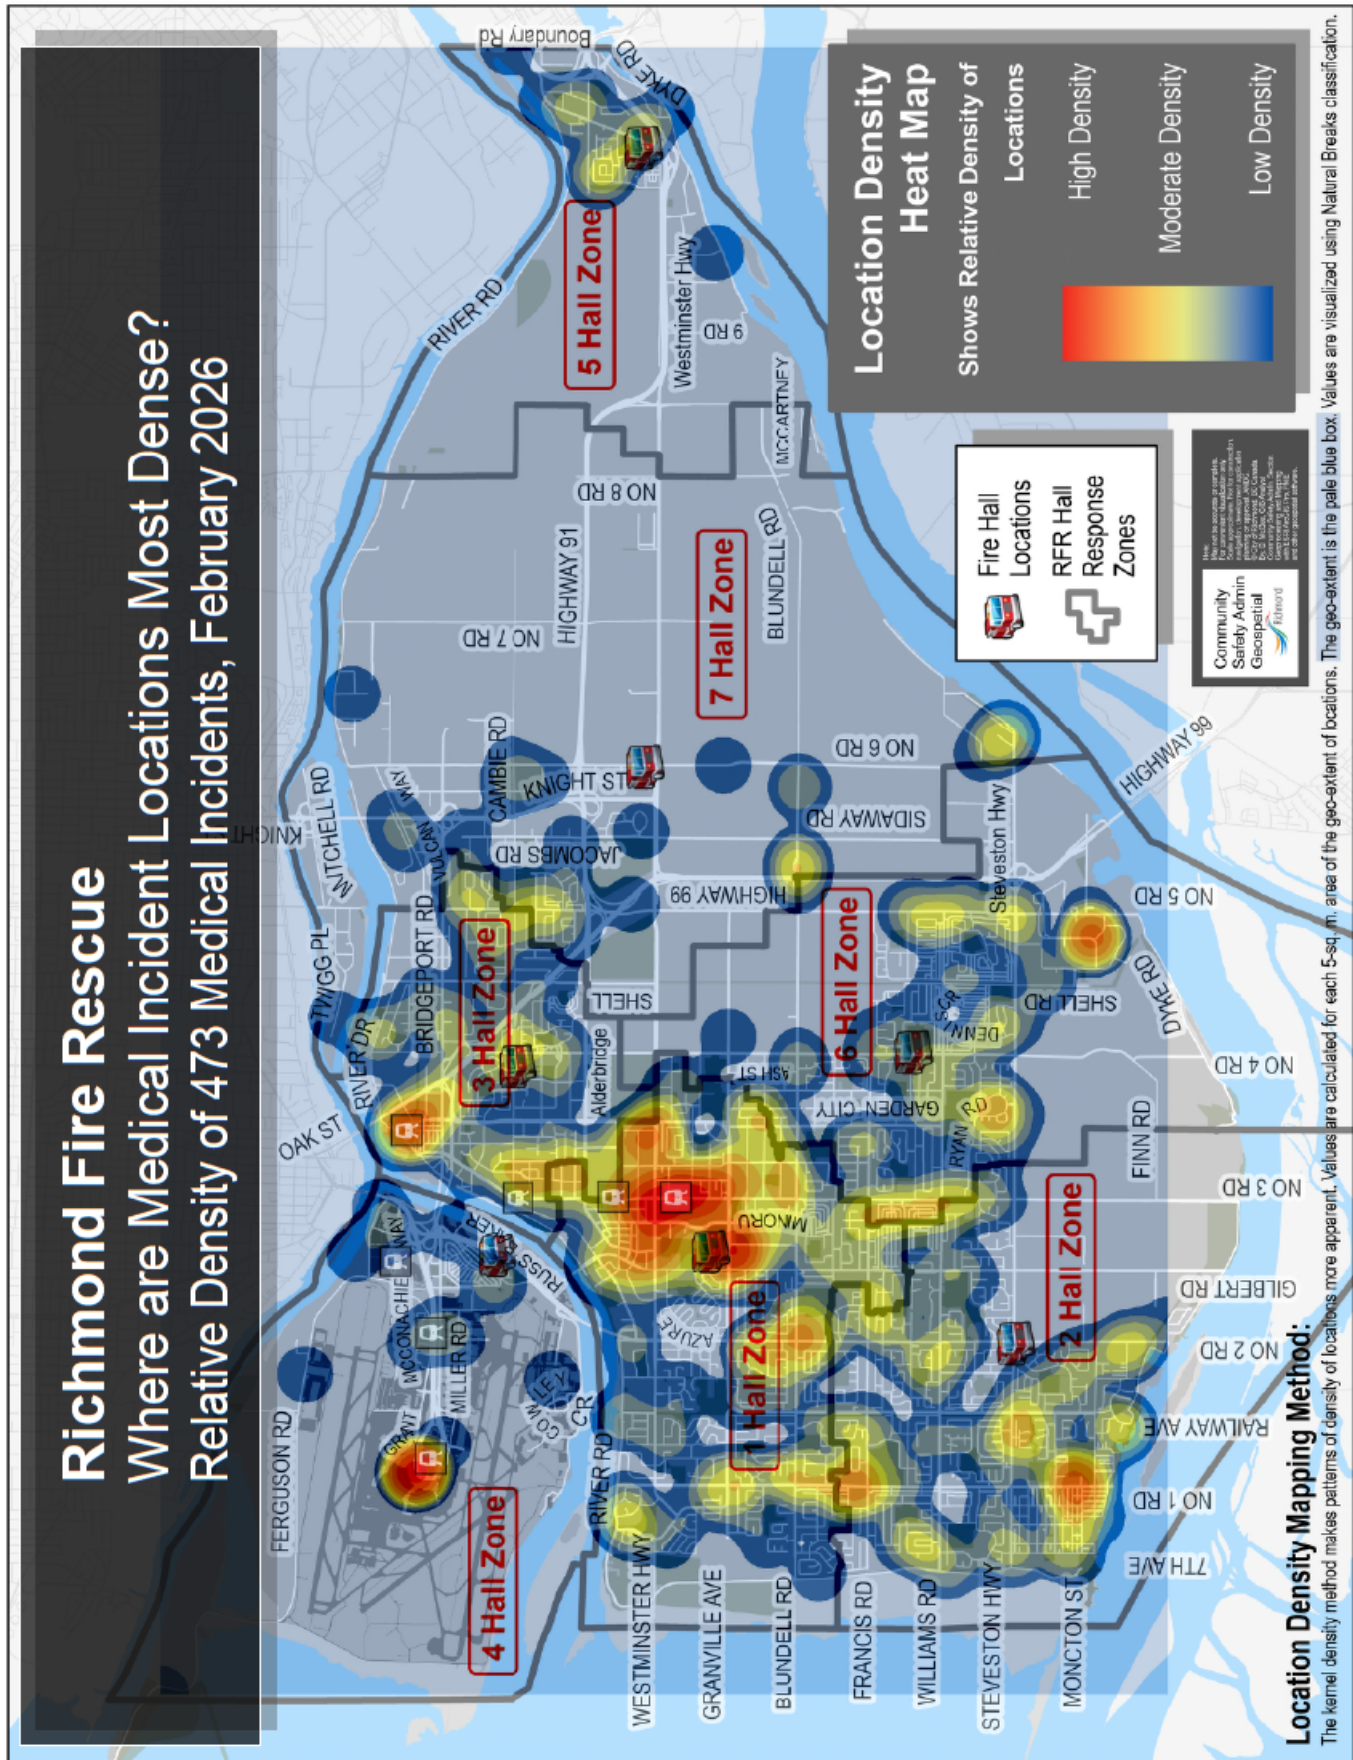 Richmond Fire Rescue
Where are Medical Incident Locations Most Dense?
Relative Density of 473 Medical Incidents, February 2026
FERGUSON RD
GRANT
MCCONACHIE WAY
MILLER RD
COWLEY CR
RUSS BAKER
OAK ST
RIVER DR
TWIGG PL
MITCHELL RD
KNIGHT
BRIDGEPORT RD
VULCAN WAY
CAMBIE RD
KNIGHT ST
JACOBS RD
NO 7 RD
HIGHWAY 91
NO 8 RD
RIVER RD
Boundary Rd
DYKE RD
Westminster Hwy
9 RD
MCCARTNEY
BLUNDELL RD
4 Hall Zone
3 Hall Zone
5 Hall Zone
7 Hall Zone
6 Hall Zone
1 Hall Zone
2 Hall Zone
RIVER RD
WESTMINSTER HWY
GRANVILLE AVE
BLUNDELL RD
FRANCIS RD
WILLIAMS RD
STEVESTON HWY
MONCTON ST
AZURE
MINORU
Alderbridge
SHELL
ASH ST
GARDEN CITY
RYAN RD
DENNIS CR
SHELL RD
HIGHWAY 99
SIDAWAY RD
NO 6 RD
Steveston Hwy
HIGHWAY 99
NO 5 RD
DYKE RD
NO 4 RD
FINN RD
NO 3 RD
GILBERT RD
NO 2 RD
RAILWAY AVE
NO 1 RD
7TH AVE
Location Density
Heat Map
Shows Relative Density of
Locations
High Density
Moderate Density
Low Density
Fire Hall
Locations
RFR Hall
Response
Zones
Community
Safety Admin
Geospatial
Richmond
Location Density Mapping Method:
The kernel density method makes patterns of density of locations more apparent. Values are calculated for each 5-sq. m. area of the geo-extent of locations. The geo-extent is the pale blue box. Values are visualized using Natural Breaks classification.